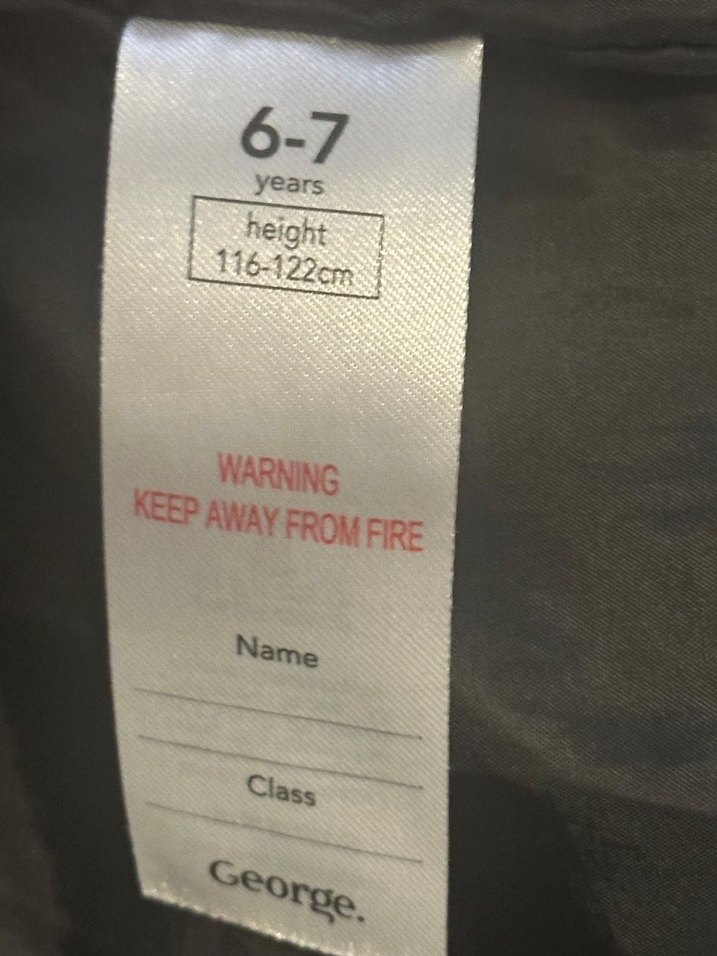 6-7
years
height
116-122cm
WARNING
KEEP AWAY FROM FIRE
Name
Class
George.